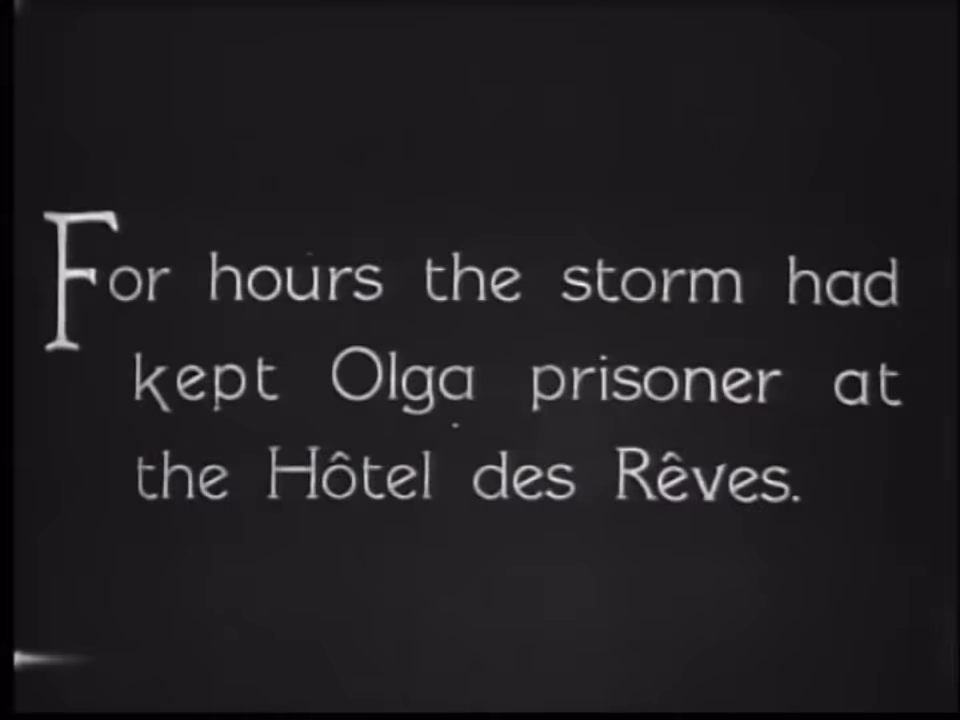 For hours the storm had
kept Olga prisoner at
the Hôtel des Rêves.